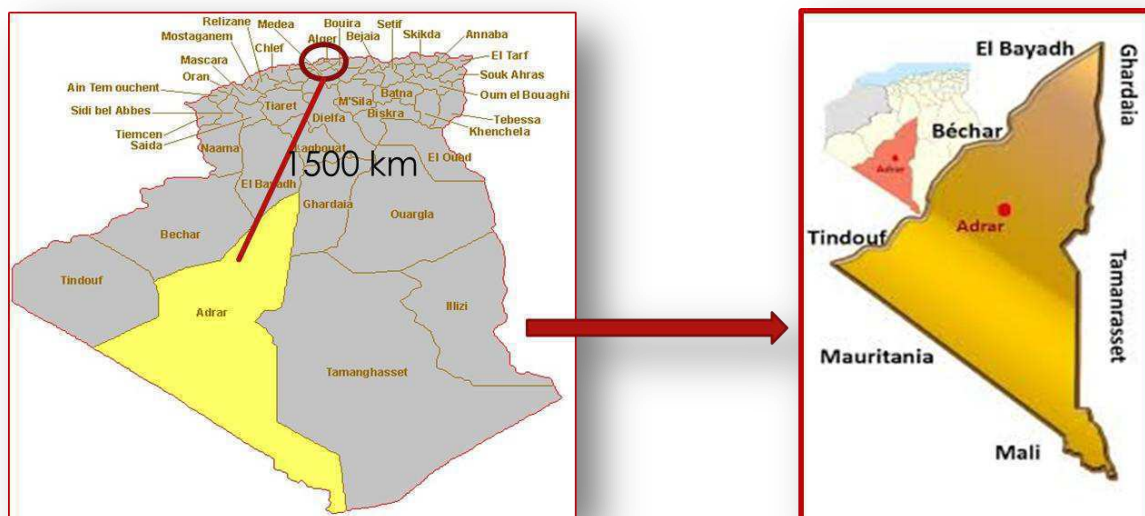 Bouira
Relizane
Medea
Setif
Mostaganem
Alger
Bejaia
Skikda
Annaba
Chlef
El Tarf
Mascara
Oran
Souk Ahras
Ain Tem ouchent
Batna
Oum el Bouaghi
Tiaret
M'Sila
Sidi bel Abbes
Djelfa
Biskra
Tebessa
Khenchela
Tlemcen
Saida
Naama
Laghouat
El Oued
1500 km
El Bayadh
Ghardaia
Ouargla
Bechar
Tindouf
Illizi
Adrar
Tamanghasset
El Bayadh
Ghardaia
Béchar
Adrar
Adrar
Tindouf
Tamanrasset
Mauritania
Mali